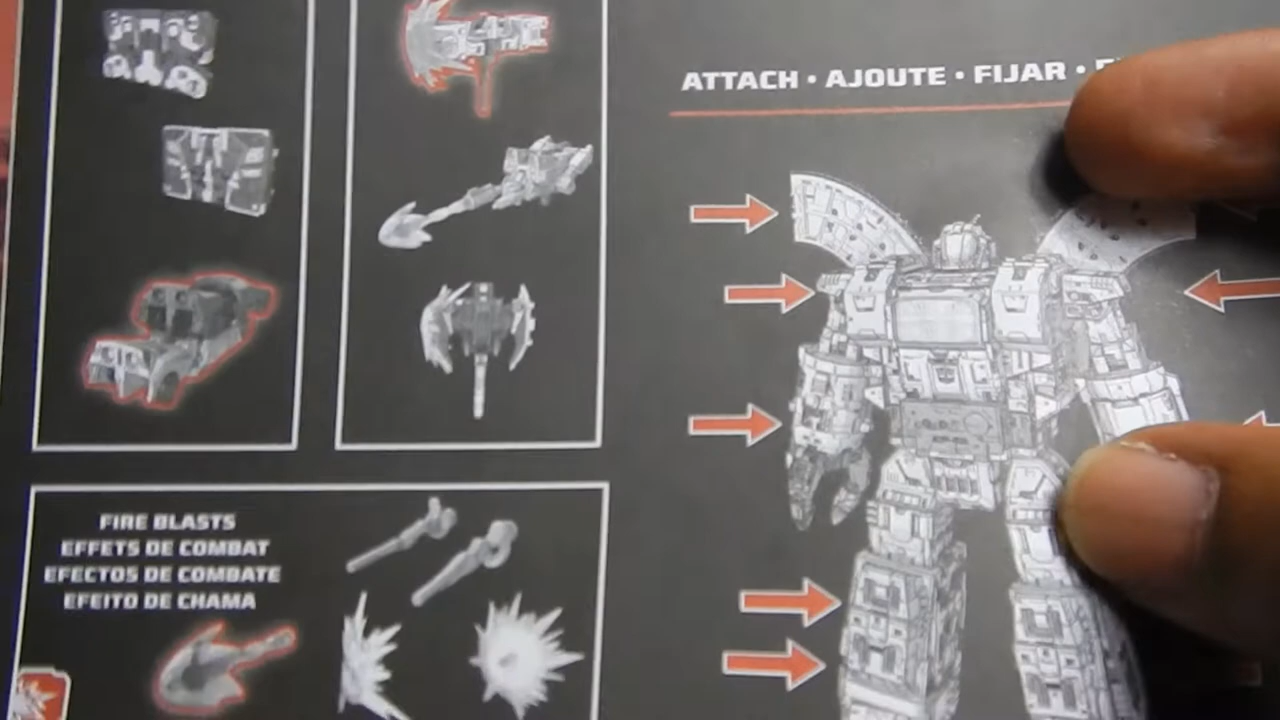 ATTACH • AJOUTE • FIJAR •
FIRE BLASTS
EFFETS DE COMBAT
EFECTOS DE COMBATE
EFEITO DE CHAMA